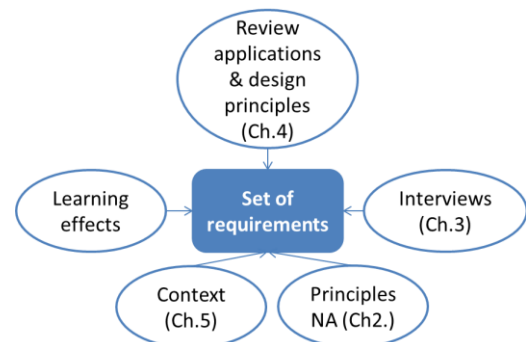 Review
applications
& design
principles
(Ch.4)
Learning
effects
Set of
requirements
Interviews
(Ch.3)
Context
(Ch.5)
Principles
NA (Ch2.)